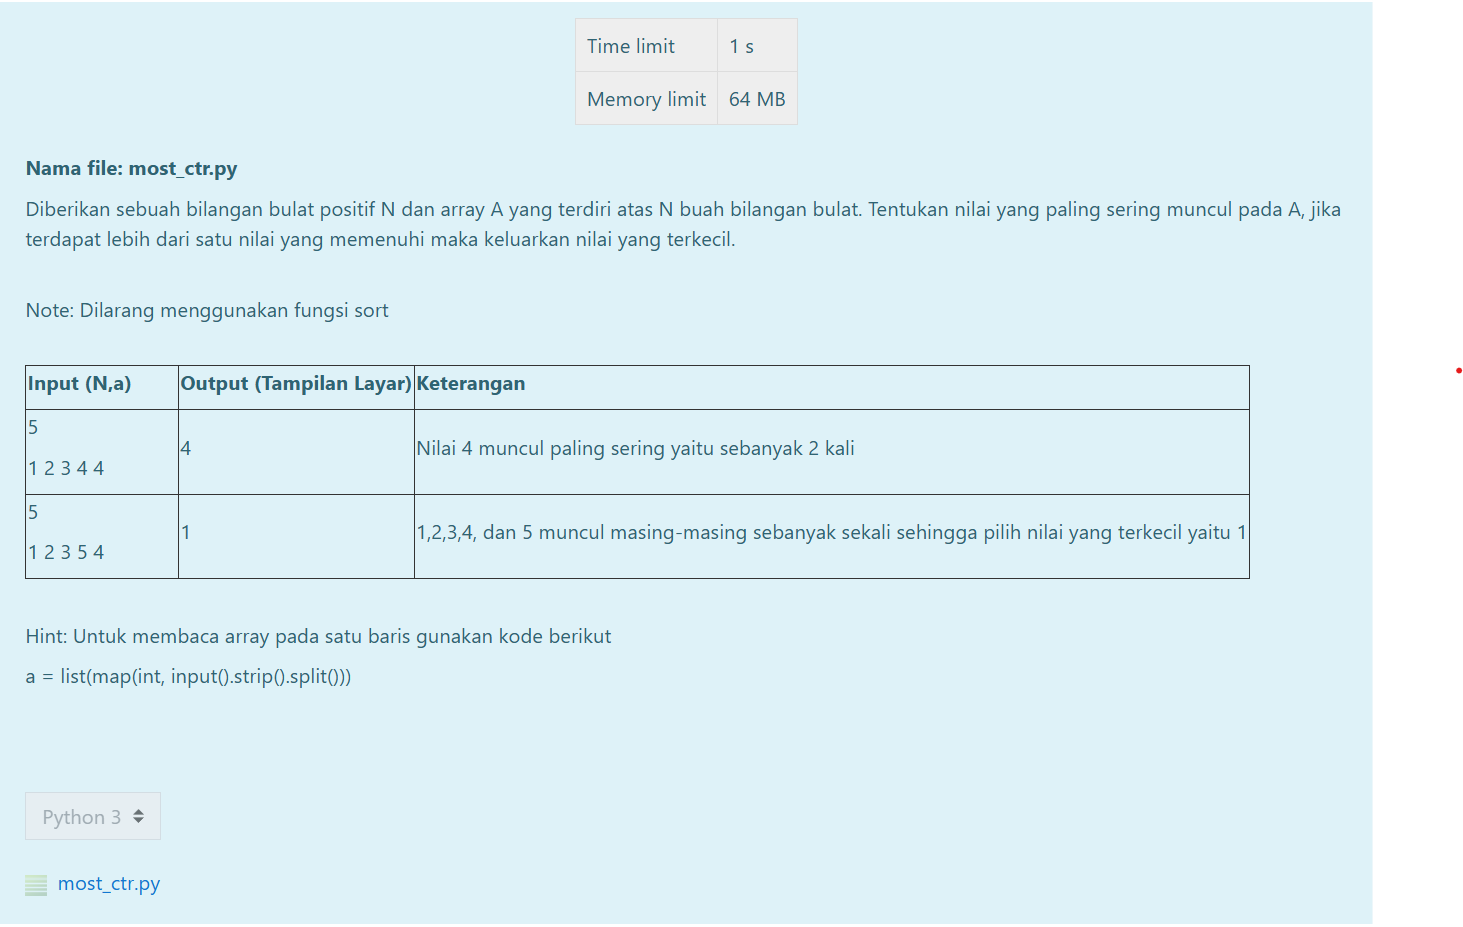 Time limit 1 s
Memory limit 64 MB
Nama file: most_ctr.py
Diberikan sebuah bilangan bulat positif N dan array A yang terdiri atas N buah bilangan bulat. Tentukan nilai yang paling sering muncul pada A, jika
terdapat lebih dari satu nilai yang memenuhi maka keluarkan nilai yang terkecil.
Note: Dilarang menggunakan fungsi sort
Input (N,a) Output (Tampilan Layar) Keterangan
5
1 2 3 4 4
4
Nilai 4 muncul paling sering yaitu sebanyak 2 kali
5
1 2 3 5 4
1
1,2,3,4, dan 5 muncul masing-masing sebanyak sekali sehingga pilih nilai yang terkecil yaitu 1
Hint: Untuk membaca array pada satu baris gunakan kode berikut
a = list(map(int, input().strip().split()))
Python 3
most_ctr.py